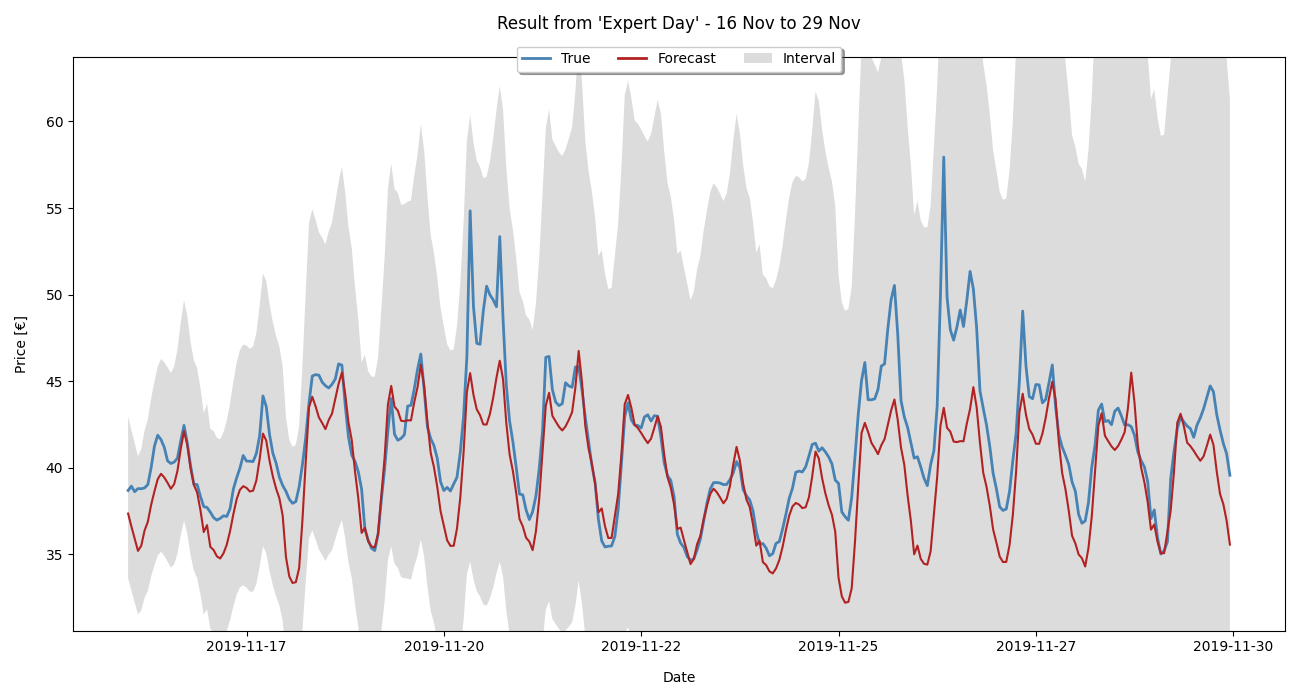 Result from 'Expert Day' - 16 Nov to 29 Nov
True Forecast Interval
60
55
50
45
40
35
Price [€]
2019-11-17 2019-11-20 2019-11-22 2019-11-25 2019-11-27 2019-11-30
Date